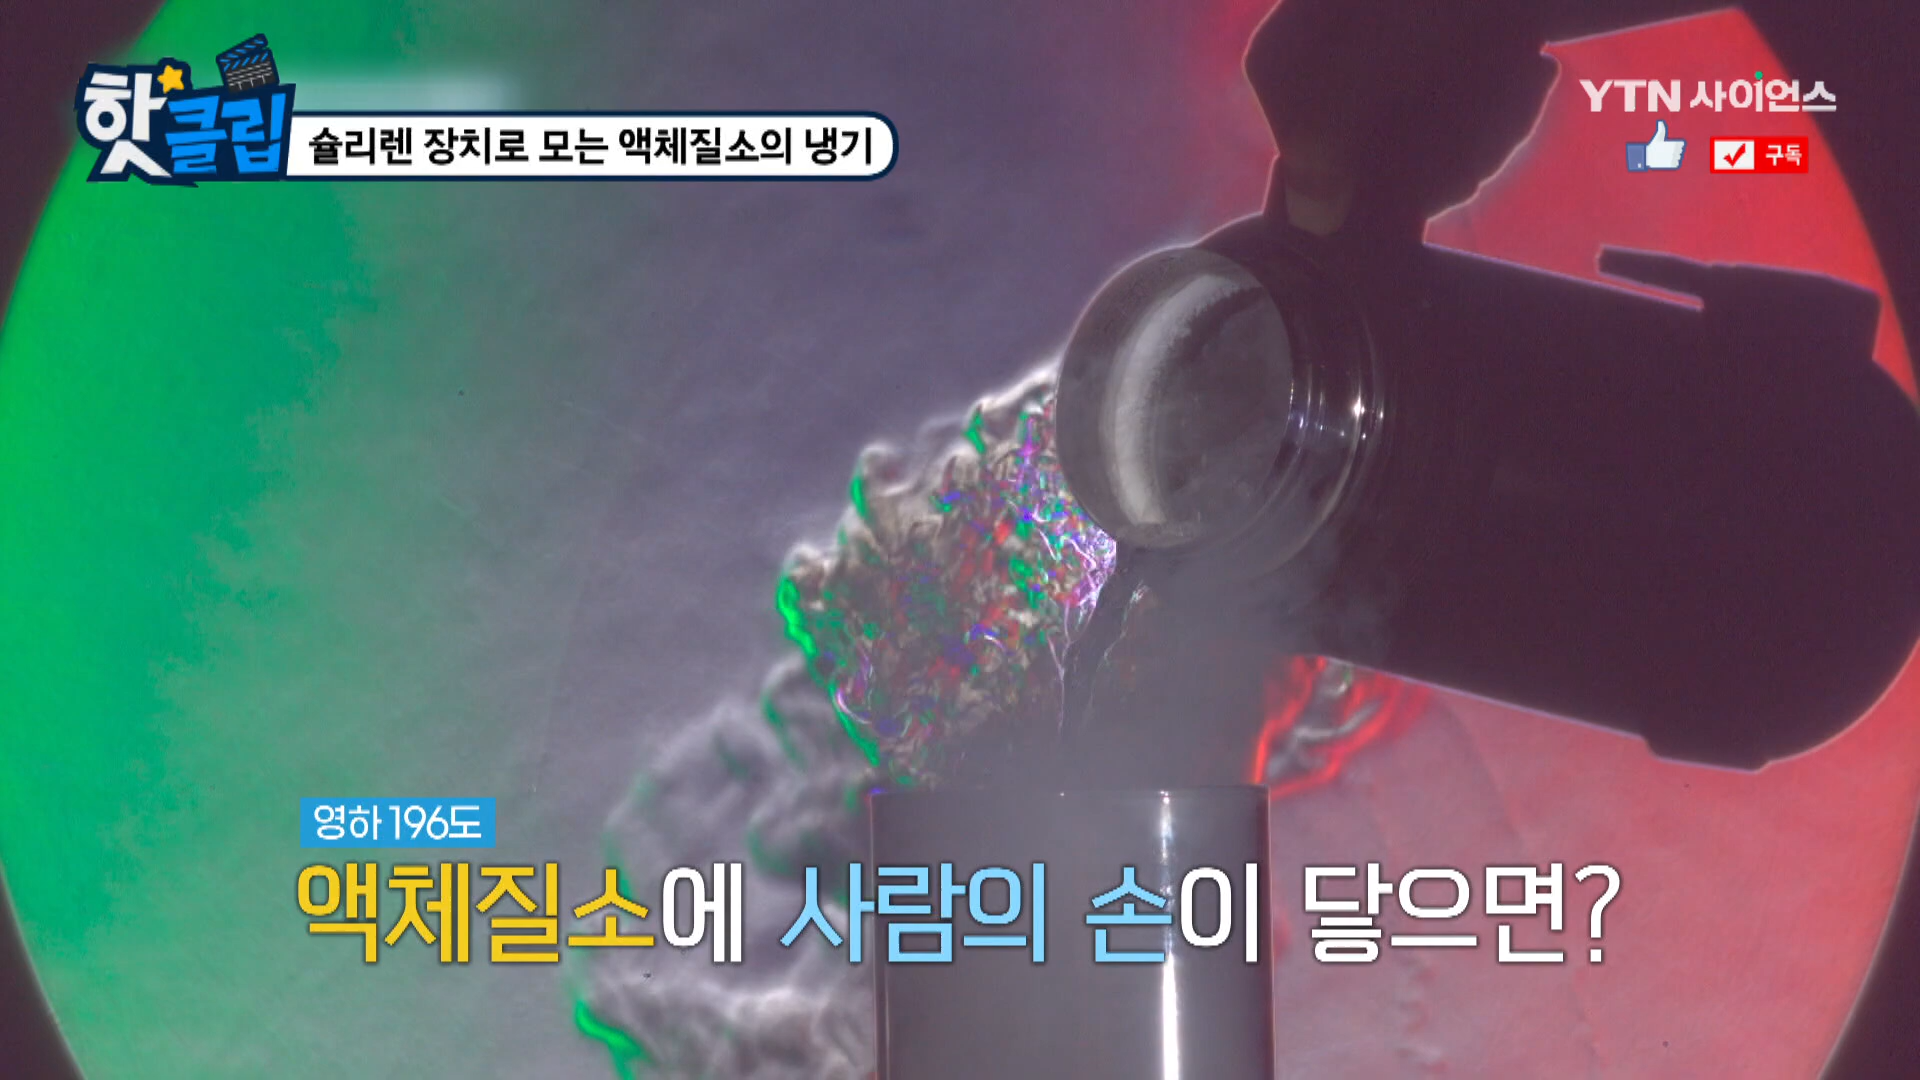 핫클립
슐리렌 장치로 모는 액체질소의 냉기
YTN 사이언스
구독
영하 196도
액체질소에 사람의 손이 닿으면?